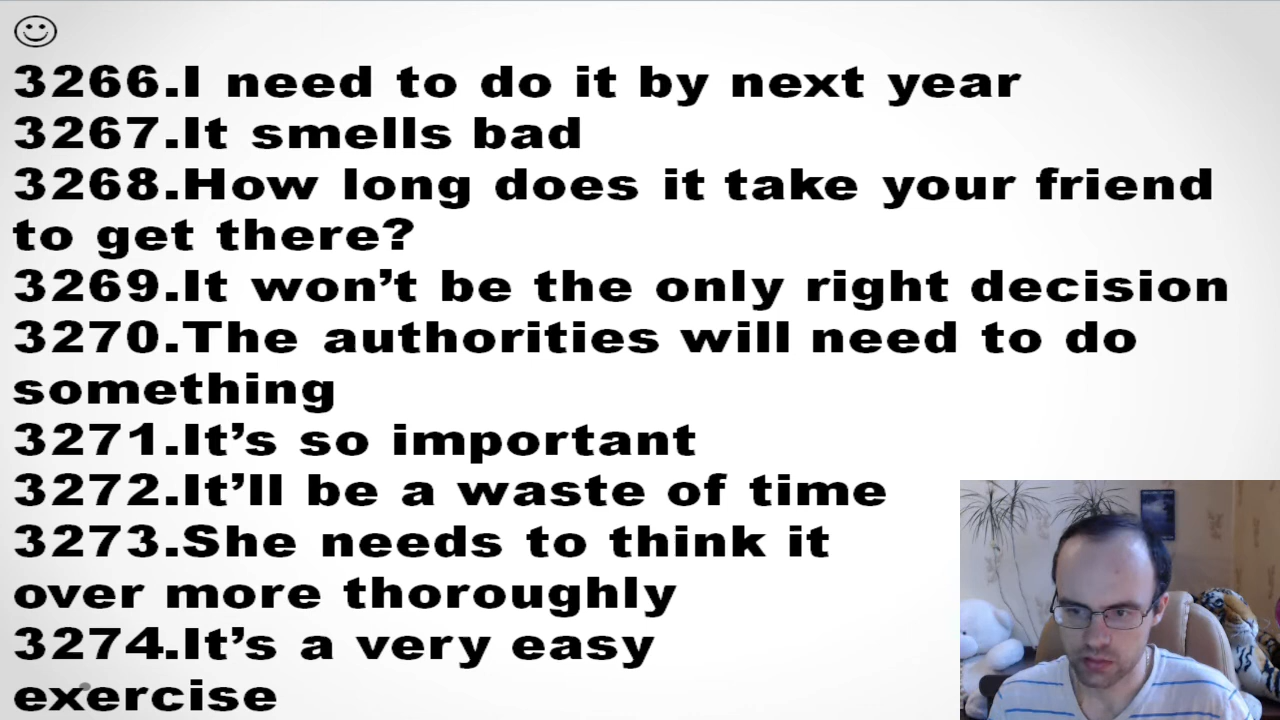 3266.I need to do it by next year
3267.It smells bad
3268.How long does it take your friend
to get there?
3269.It won’t be the only right decision
3270.The authorities will need to do
something
3271.It’s so important
3272.It’ll be a waste of time
3273.She needs to think it
over more thoroughly
3274.It’s a very easy
exercise